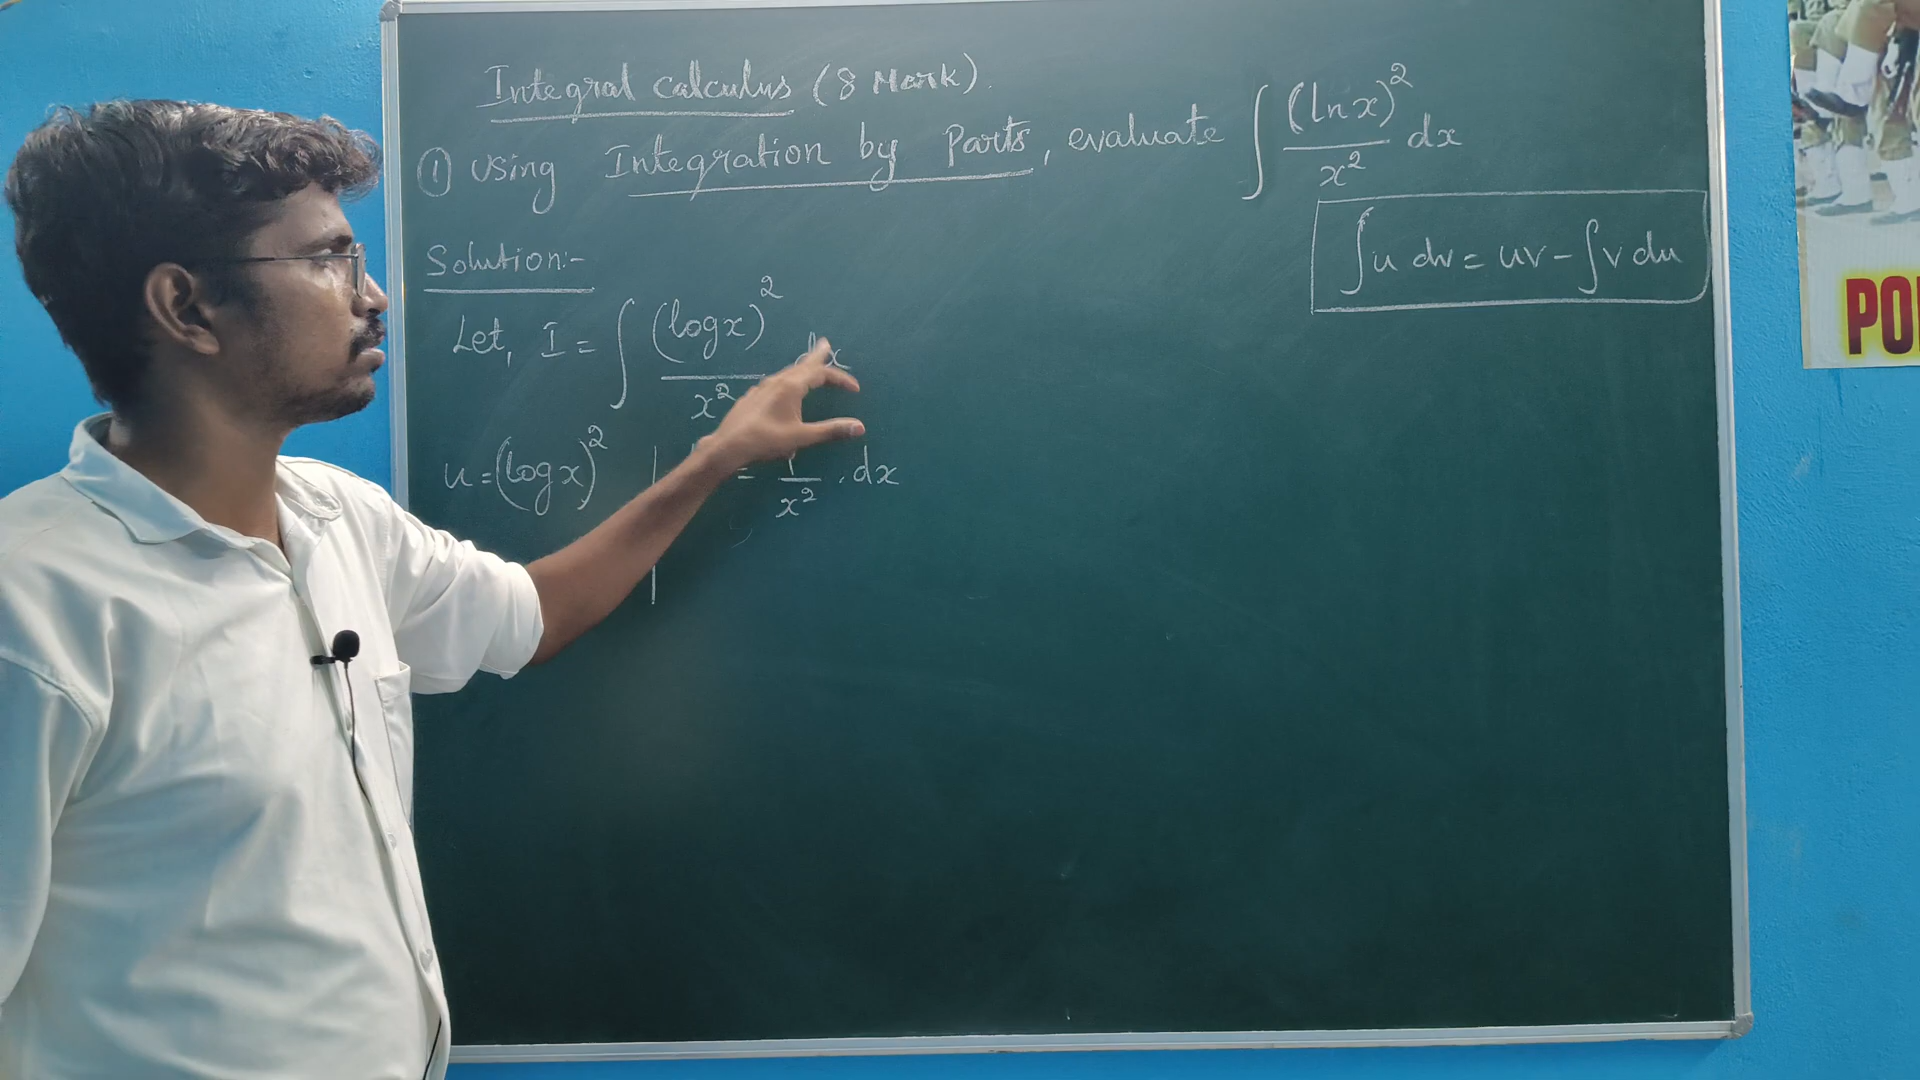 Integral calculus (8 Mark).
① Using Integration by Parts, evaluate ∫ (ln x)² / x² dx
∫u dv = uv - ∫v du
Solution:-
Let, I = ∫ (log x)² / x² dx
u = (log x)² | = 1 / x² . dx
PO